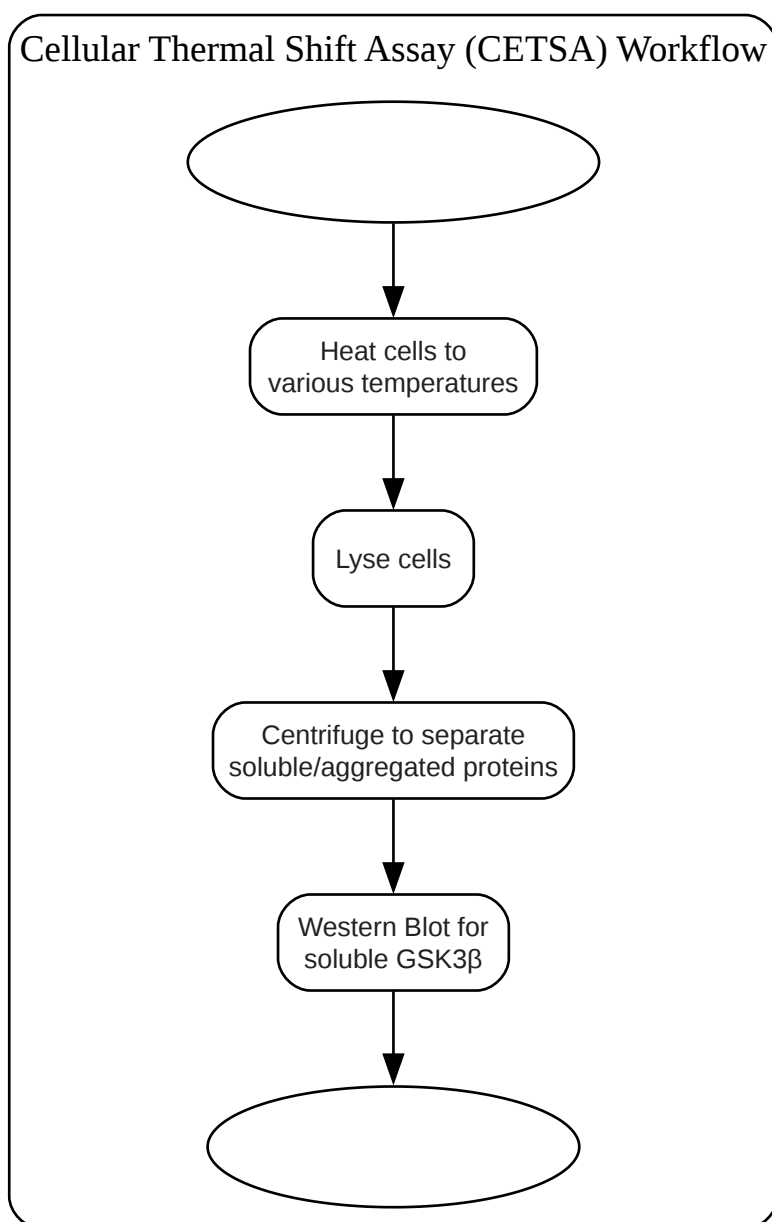 Cellular Thermal Shift Assay (CETSA) Workflow
Heat cells to
various temperatures
Lyse cells
Centrifuge to separate
soluble/aggregated proteins
Western Blot for
soluble GSK3β